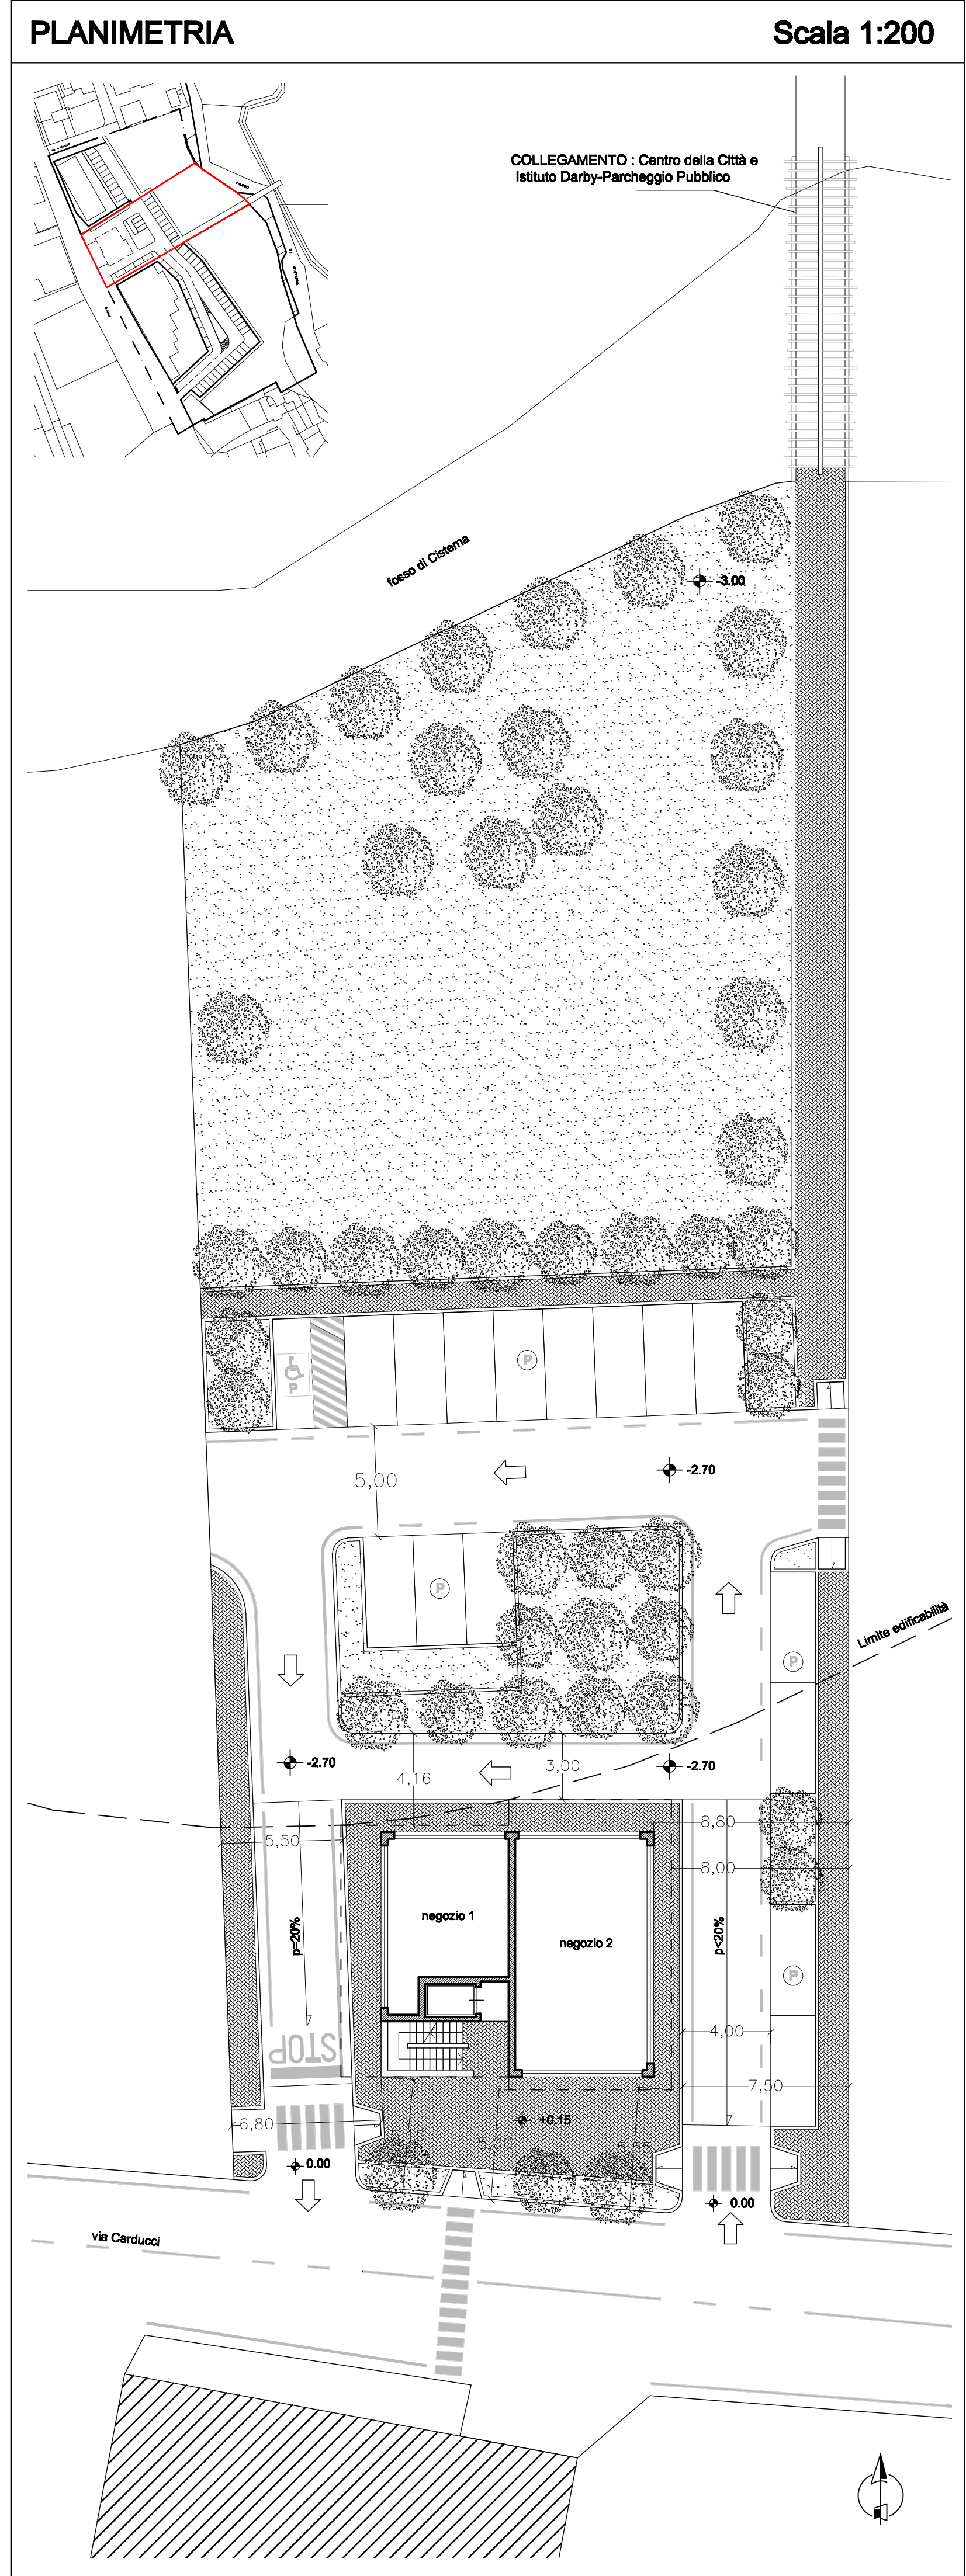 PLANIMETRIA
Scala 1:200
COLLEGAMENTO : Centro della Città e
Istituto Darby-Parcheggio Pubblico
fosso di Cisterna
-3.00
P
P
5,00
-2.70
P
Limite edificabilità
P
-2.70
4,16
3,00
-2.70
5,50
8,80
8,00
negozio 1
negozio 2
p=20%
p<20%
P
STOP
4,00
7,50
6,80
+0.15
5,00
0.00
0.00
via Carducci